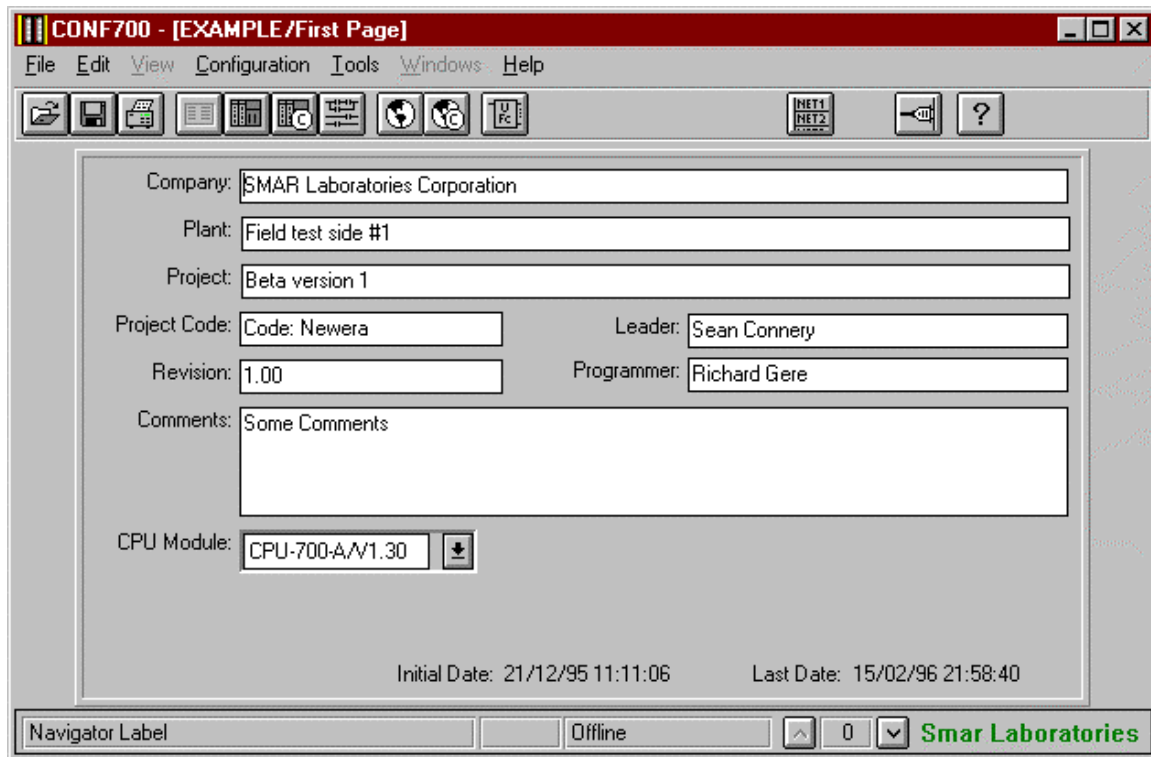 CONF700 - [EXAMPLE/First Page]
File Edit View Configuration Tools Windows Help
C C U Fc NET1 NET2 ?
Company: SMAR Laboratories Corporation
Plant: Field test side #1
Project: Beta version 1
Project Code: Code: Newera Leader: Sean Connery
Revision: 1.00 Programmer: Richard Gere
Comments: Some Comments
CPU Module: CPU-700-A/V1.30
Initial Date: 21/12/95 11:11:06 Last Date: 15/02/96 21:58:40
Navigator Label Offline 0 Smar Laboratories